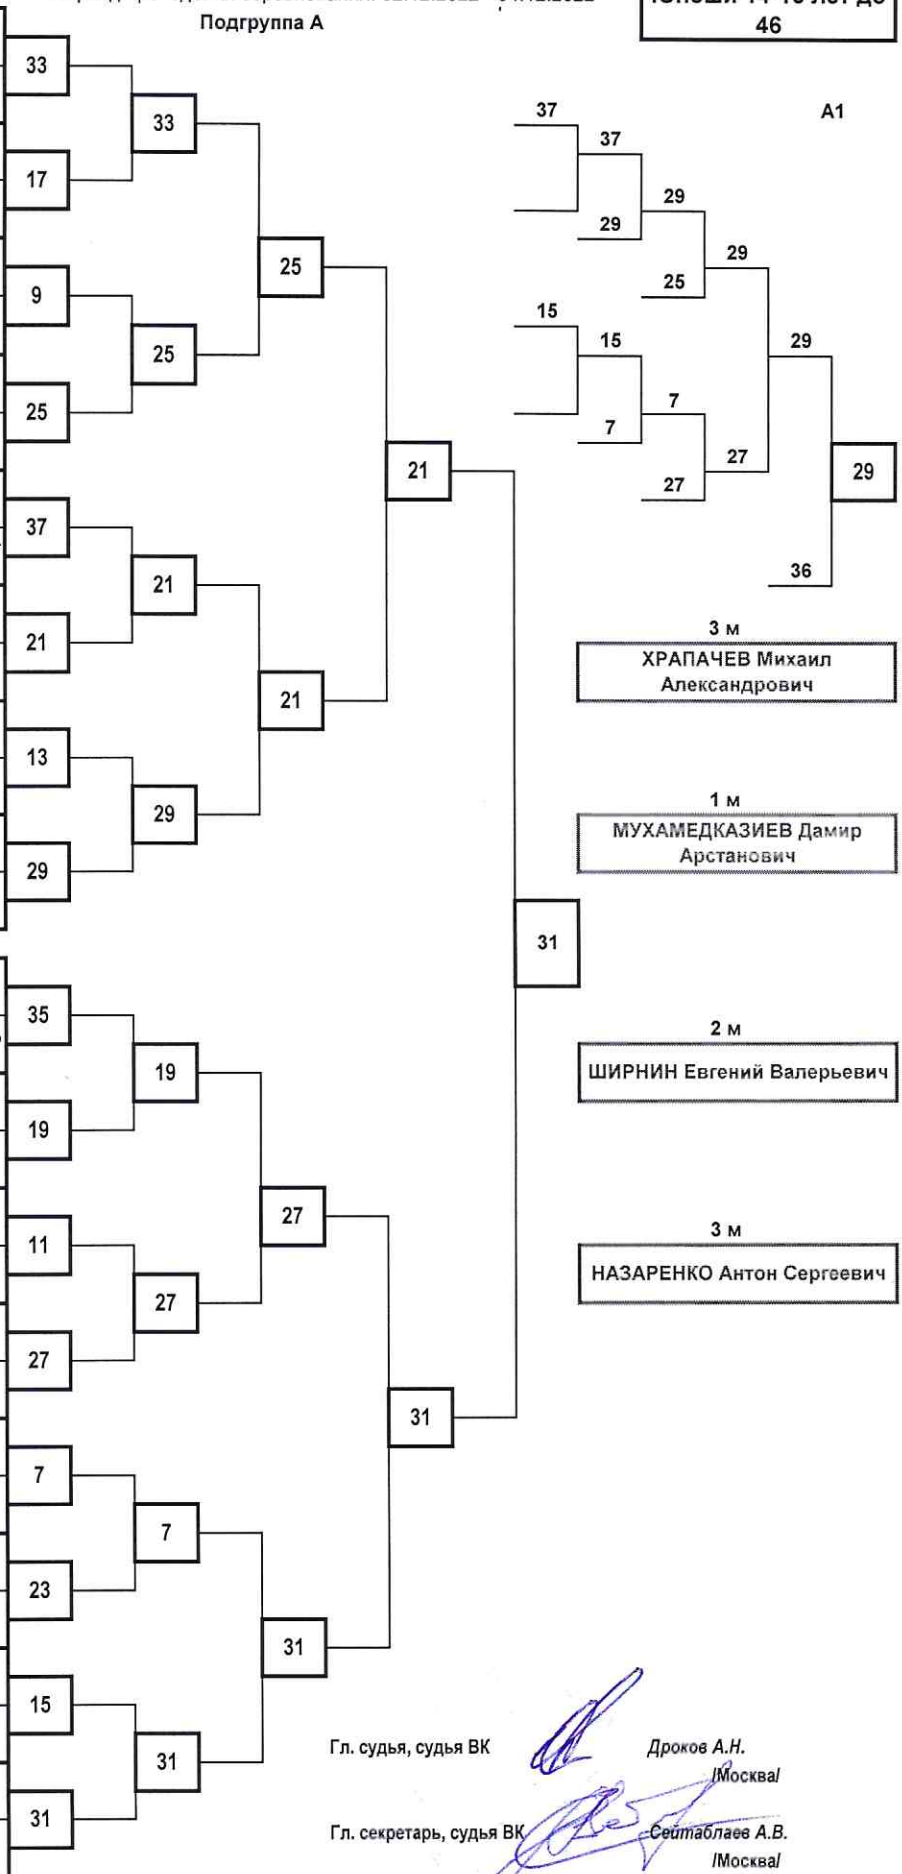 Подгруппа А
46
33
33
17
25
9
25
25
21
37
21
21
21
13
29
29
35
19
19
27
11
27
27
31
7
7
23
31
15
31
31
31
А1
37
37
29
29
25
29
15
15
7
7
27
27
29
36
29
3 м
ХРАПАЧЕВ Михаил
Александрович
1 м
МУХАМЕДКАЗИЕВ Дамир
Арстанович
2 м
ШИРНИН Евгений Валерьевич
3 м
НАЗАРЕНКО Антон Сергеевич
Гл. судья, судья ВК
Дроков А.Н.
/Москва/
Гл. секретарь, судья ВК
Сейтаблаев А.В.
/Москва/